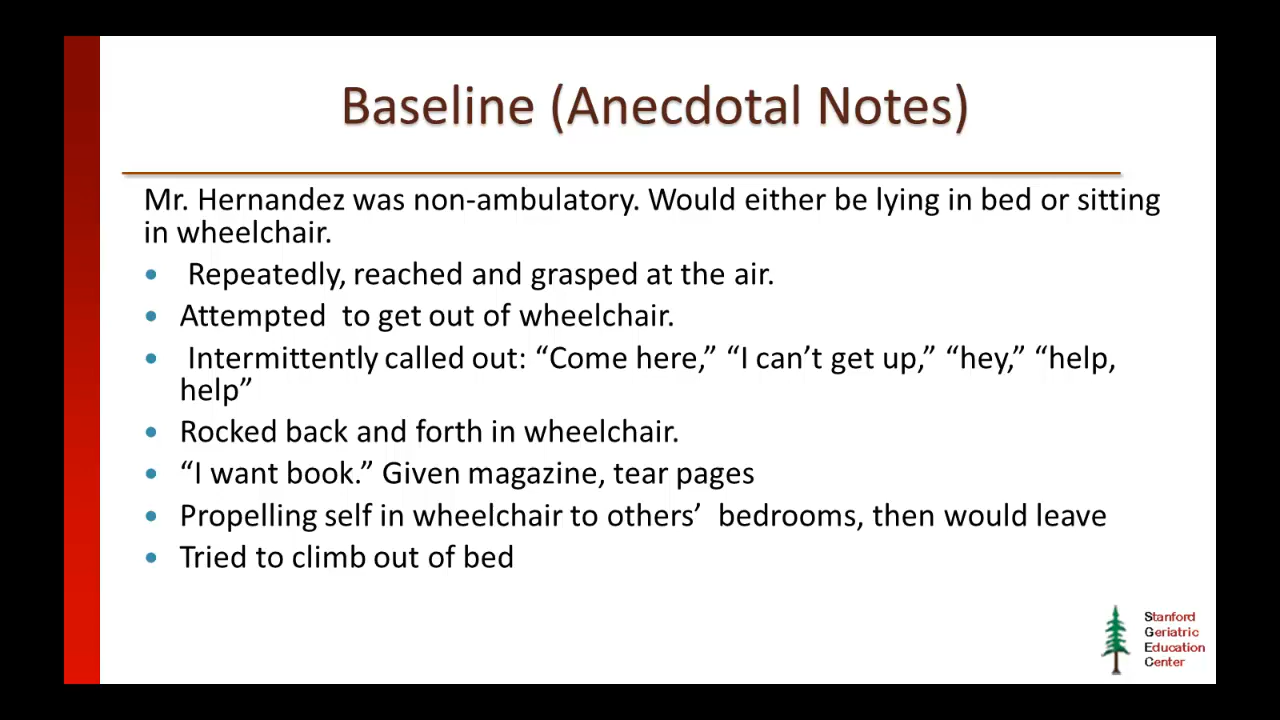 Baseline (Anecdotal Notes)
Mr. Hernandez was non-ambulatory. Would either be lying in bed or sitting
in wheelchair.
• Repeatedly, reached and grasped at the air.
• Attempted  to get out of wheelchair.
• Intermittently called out: “Come here,” “I can’t get up,” “hey,” “help,
help”
• Rocked back and forth in wheelchair.
• “I want book.” Given magazine, tear pages
• Propelling self in wheelchair to others’  bedrooms, then would leave
• Tried to climb out of bed
Stanford
Geriatric
Education
Center